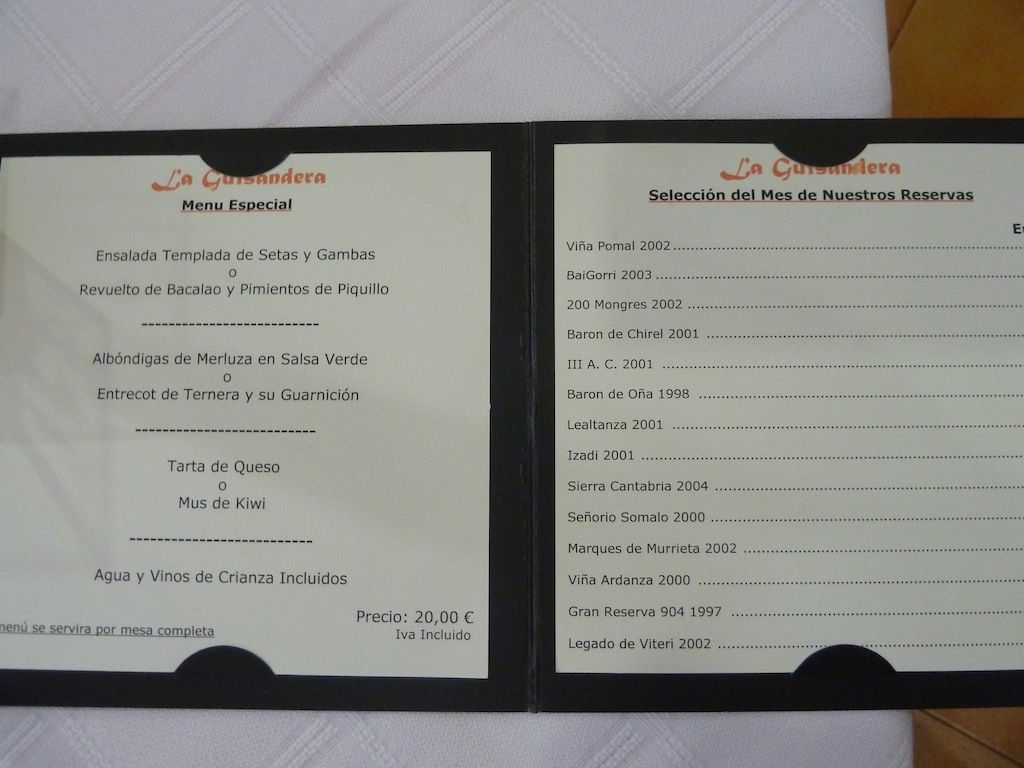 La Guisandera
Menu Especial
Ensalada Templada de Setas y Gambas
o
Revuelto de Bacalao y Pimientos de Piquillo
--------------------------
Albóndigas de Merluza en Salsa Verde
o
Entrecot de Ternera y su Guarnición
--------------------------
Tarta de Queso
o
Mus de Kiwi
--------------------------
Agua y Vinos de Crianza Incluidos
Precio: 20,00 €
Iva Incluido
menú se servira por mesa completa
La Guisandera
Selección del Mes de Nuestros Reservas
Viña Pomal 2002
BaiGorri 2003
200 Mongres 2002
Baron de Chirel 2001
III A. C. 2001
Baron de Oña 1998
Lealtanza 2001
Izadi 2001
Sierra Cantabria 2004
Señorio Somalo 2000
Marques de Murrieta 2002
Viña Ardanza 2000
Gran Reserva 904 1997
Legado de Viteri 2002